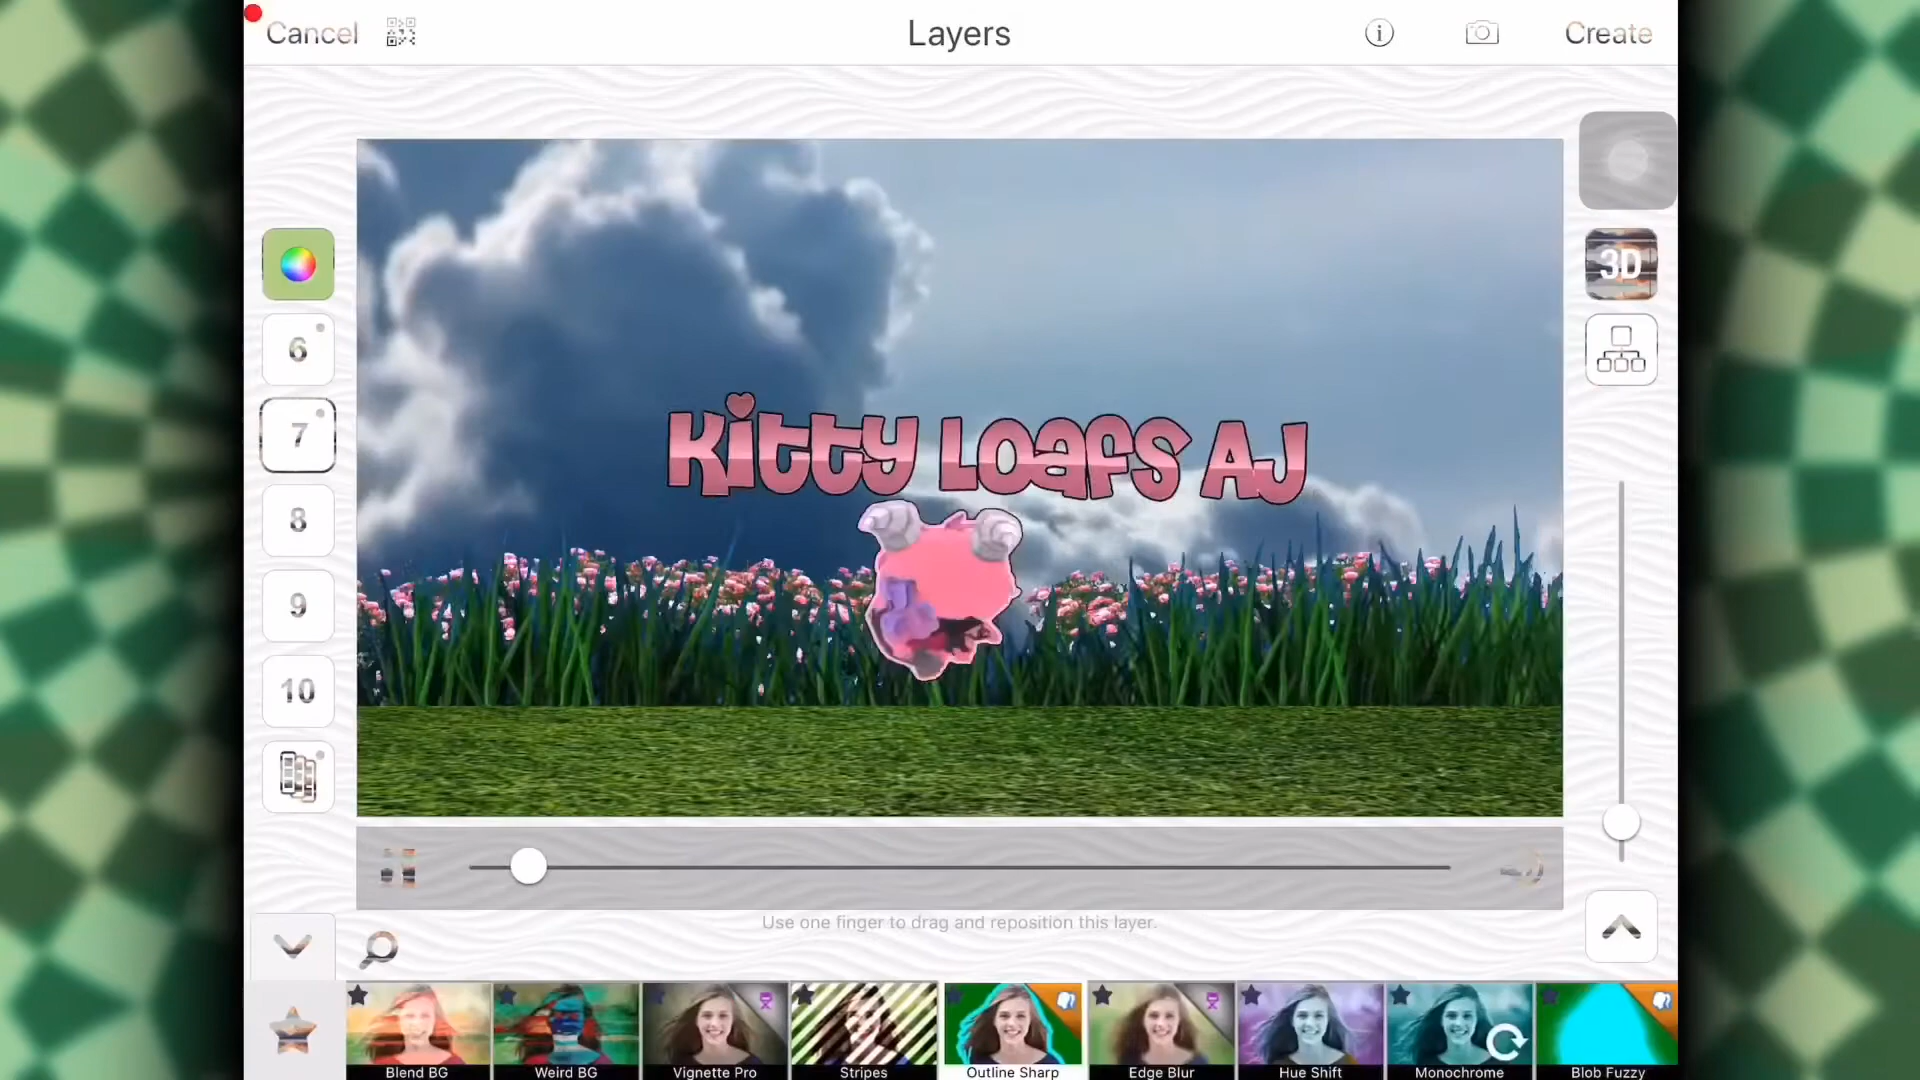 Cancel
Layers
Create
3D
6
7
8
9
10
Kitty Loafs AJ
Use one finger to drag and reposition this layer.
Blend BG
Weird BG
Vignette Pro
Stripes
Outline Sharp
Edge Blur
Hue Shift
Monochrome
Blob Fuzzy